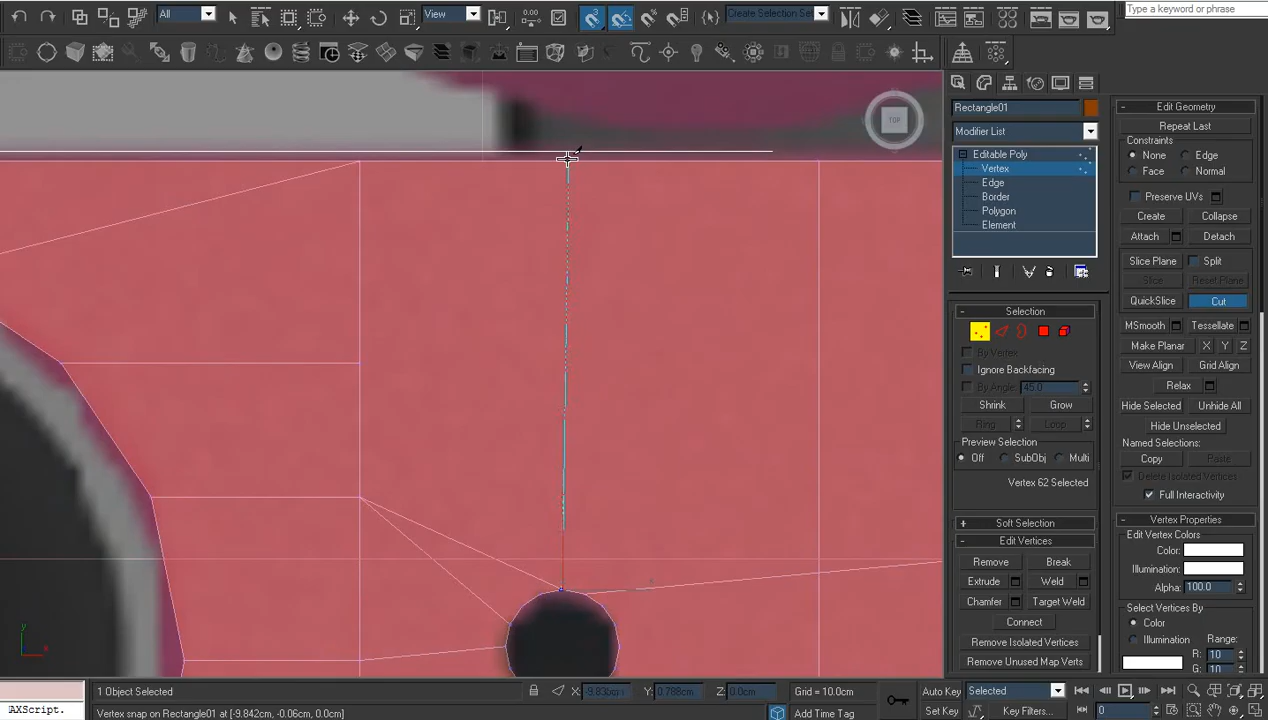 All
View
Create Selection Set
Type a keyword or phrase
TOP
Rectangle01
Modifier List
Editable Poly
Vertex
Edge
Border
Polygon
Element
Selection
By Vertex
Ignore Backfacing
By Angle: 45.0
Shrink Grow
Ring Loop
Preview Selection
Off SubObj Multi
Vertex 62 Selected
Soft Selection
Edit Vertices
Remove Break
Extrude Weld
Chamfer Target Weld
Connect
Remove Isolated Vertices
Remove Unused Map Verts
Edit Geometry
Repeat Last
Constraints
None Edge
Face Normal
Preserve UVs
Create Collapse
Attach Detach
Slice Plane Split
Slice Reset Plane
QuickSlice Cut
MSmooth Tessellate
Make Planar X Y Z
View Align Grid Align
Relax
Hide Selected Unhide All
Hide Unselected
Named Selections:
Copy Paste
Delete Isolated Vertices
Full Interactivity
Vertex Properties
Edit Vertex Colors
Color:
Illumination:
Alpha: 100.0
Select Vertices By
Color
Illumination
Range:
R: 10
G: 10
y
x
1 Object Selected
X: Y: 0.788cm Z: 0.0cm
Grid = 10.0cm
Auto Key Selected
AXScript.
Vertex snap on Rectangle01 at [-9.842cm, -0.06cm, 0.0cm]
Add Time Tag
Set Key Key Filters...
0